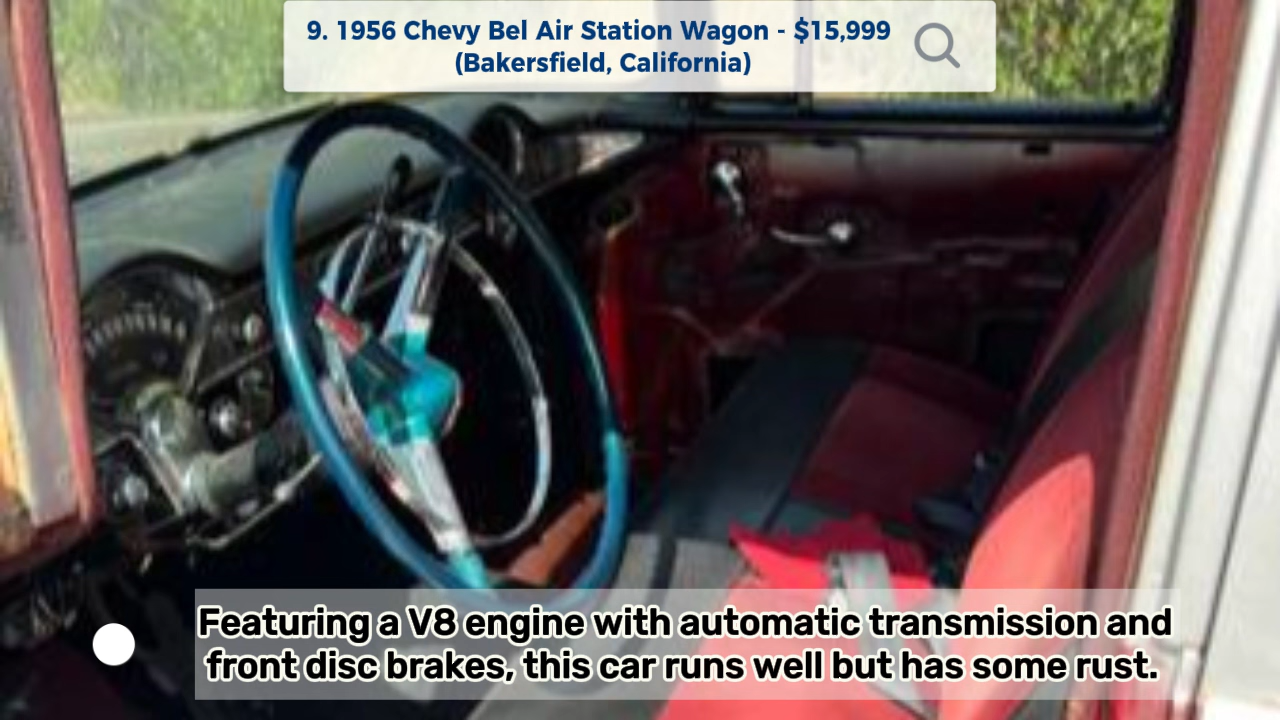 9. 1956 Chevy Bel Air Station Wagon - $15,999
(Bakersfield, California)
Featuring a V8 engine with automatic transmission and
front disc brakes, this car runs well but has some rust.